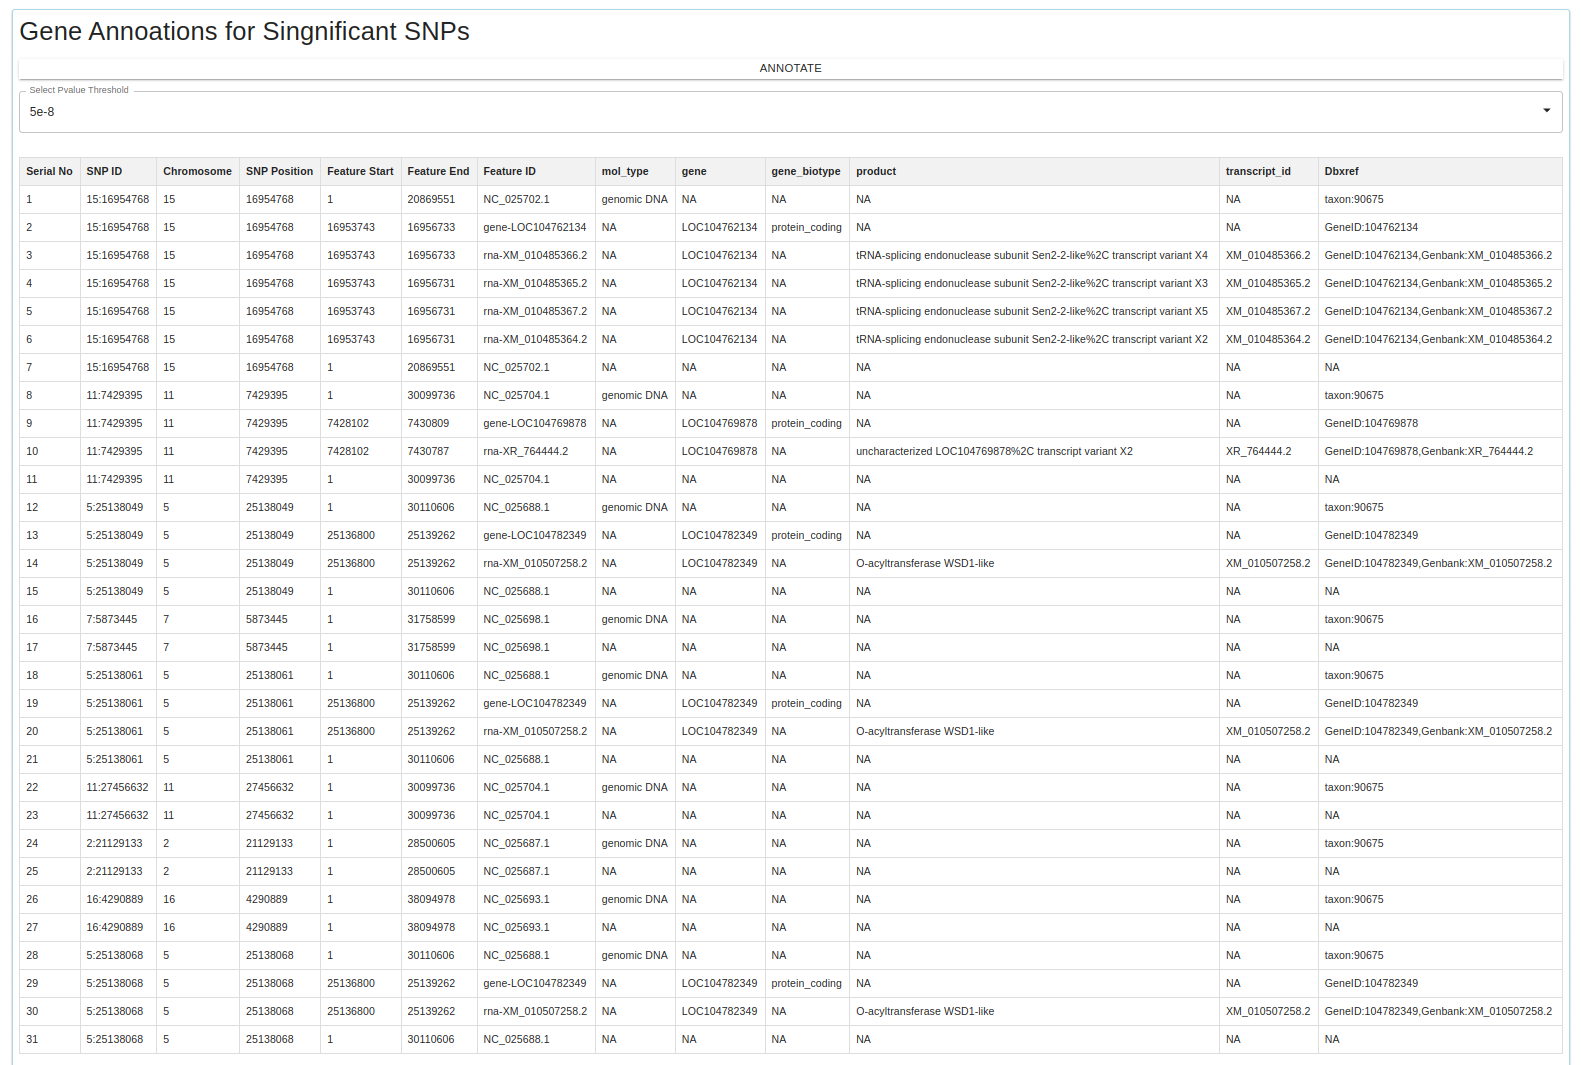 Gene Annoations for Singnificant SNPs
ANNOTATE
Select Pvalue Threshold
5e-8
Serial No SNP ID Chromosome SNP Position Feature Start Feature End Feature ID mol_type gene gene_biotype product transcript_id Dbxref
1 15:16954768 15 16954768 1 20869551 NC_025702.1 genomic DNA NA NA NA NA taxon:90675
2 15:16954768 15 16954768 16953743 16956733 gene-LOC104762134 NA LOC104762134 protein_coding NA NA GeneID:104762134
3 15:16954768 15 16954768 16953743 16956733 rna-XM_010485366.2 NA LOC104762134 NA tRNA-splicing endonuclease subunit Sen2-2-like%2C transcript variant X4 XM_010485366.2 GeneID:104762134,Genbank:XM_010485366.2
4 15:16954768 15 16954768 16953743 16956731 rna-XM_010485365.2 NA LOC104762134 NA tRNA-splicing endonuclease subunit Sen2-2-like%2C transcript variant X3 XM_010485365.2 GeneID:104762134,Genbank:XM_010485365.2
5 15:16954768 15 16954768 16953743 16956731 rna-XM_010485367.2 NA LOC104762134 NA tRNA-splicing endonuclease subunit Sen2-2-like%2C transcript variant X5 XM_010485367.2 GeneID:104762134,Genbank:XM_010485367.2
6 15:16954768 15 16954768 16953743 16956731 rna-XM_010485364.2 NA LOC104762134 NA tRNA-splicing endonuclease subunit Sen2-2-like%2C transcript variant X2 XM_010485364.2 GeneID:104762134,Genbank:XM_010485364.2
7 15:16954768 15 16954768 1 20869551 NC_025702.1 NA NA NA NA NA NA
8 11:7429395 11 7429395 1 30099736 NC_025704.1 genomic DNA NA NA NA NA taxon:90675
9 11:7429395 11 7429395 7428102 7430809 gene-LOC104769878 NA LOC104769878 protein_coding NA NA GeneID:104769878
10 11:7429395 11 7429395 7428102 7430787 rna-XR_764444.2 NA LOC104769878 NA uncharacterized LOC104769878%2C transcript variant X2 XR_764444.2 GeneID:104769878,Genbank:XR_764444.2
11 11:7429395 11 7429395 1 30099736 NC_025704.1 NA NA NA NA NA NA
12 5:25138049 5 25138049 1 30110606 NC_025688.1 genomic DNA NA NA NA NA taxon:90675
13 5:25138049 5 25138049 25136800 25139262 gene-LOC104782349 NA LOC104782349 protein_coding NA NA GeneID:104782349
14 5:25138049 5 25138049 25136800 25139262 rna-XM_010507258.2 NA LOC104782349 NA O-acyltransferase WSD1-like XM_010507258.2 GeneID:104782349,Genbank:XM_010507258.2
15 5:25138049 5 25138049 1 30110606 NC_025688.1 NA NA NA NA NA NA
16 7:5873445 7 5873445 1 31758599 NC_025698.1 genomic DNA NA NA NA NA taxon:90675
17 7:5873445 7 5873445 1 31758599 NC_025698.1 NA NA NA NA NA NA
18 5:25138061 5 25138061 1 30110606 NC_025688.1 genomic DNA NA NA NA NA taxon:90675
19 5:25138061 5 25138061 25136800 25139262 gene-LOC104782349 NA LOC104782349 protein_coding NA NA GeneID:104782349
20 5:25138061 5 25138061 25136800 25139262 rna-XM_010507258.2 NA LOC104782349 NA O-acyltransferase WSD1-like XM_010507258.2 GeneID:104782349,Genbank:XM_010507258.2
21 5:25138061 5 25138061 1 30110606 NC_025688.1 NA NA NA NA NA NA
22 11:27456632 11 27456632 1 30099736 NC_025704.1 genomic DNA NA NA NA NA taxon:90675
23 11:27456632 11 27456632 1 30099736 NC_025704.1 NA NA NA NA NA NA
24 2:21129133 2 21129133 1 28500605 NC_025687.1 genomic DNA NA NA NA NA taxon:90675
25 2:21129133 2 21129133 1 28500605 NC_025687.1 NA NA NA NA NA NA
26 16:4290889 16 4290889 1 38094978 NC_025693.1 genomic DNA NA NA NA NA taxon:90675
27 16:4290889 16 4290889 1 38094978 NC_025693.1 NA NA NA NA NA NA
28 5:25138068 5 25138068 1 30110606 NC_025688.1 genomic DNA NA NA NA NA taxon:90675
29 5:25138068 5 25138068 25136800 25139262 gene-LOC104782349 NA LOC104782349 protein_coding NA NA GeneID:104782349
30 5:25138068 5 25138068 25136800 25139262 rna-XM_010507258.2 NA LOC104782349 NA O-acyltransferase WSD1-like XM_010507258.2 GeneID:104782349,Genbank:XM_010507258.2
31 5:25138068 5 25138068 1 30110606 NC_025688.1 NA NA NA NA NA NA